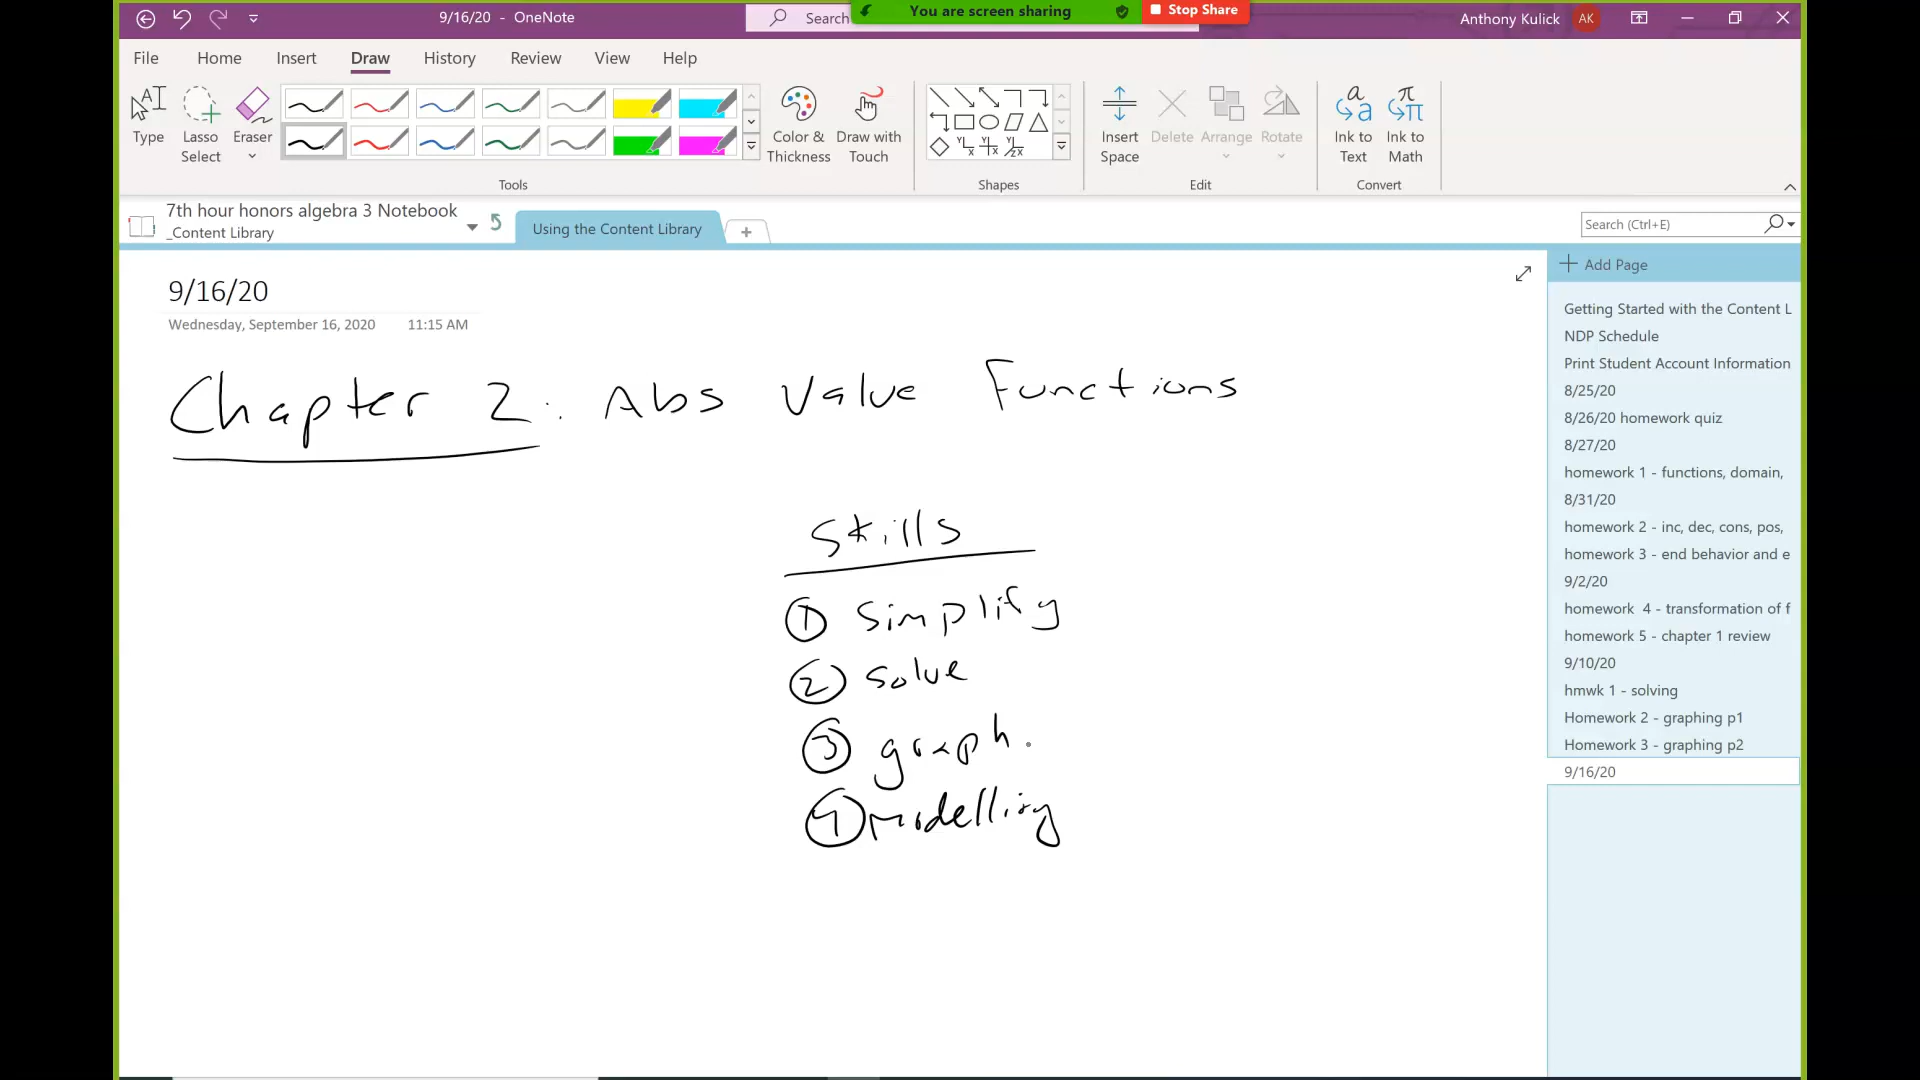 9/16/20 - OneNote
Search
You are screen sharing
Stop Share
Anthony Kulick
AK
File Home Insert Draw History Review View Help
Type
Lasso Select
Eraser
Color & Thickness
Draw with Touch
Insert Space
Delete
Arrange
Rotate
Ink to Text
Ink to Math
Tools
Shapes
Edit
Convert
7th hour honors algebra 3 Notebook
_Content Library
Using the Content Library
Search (Ctrl+E)
Add Page
9/16/20
Wednesday, September 16, 2020 11:15 AM
Chapter 2: Abs Value Functions
Skills
① Simplify
② Solve
③ graph
④ modelling
Getting Started with the Content L
NDP Schedule
Print Student Account Information
8/25/20
8/26/20 homework quiz
8/27/20
homework 1 - functions, domain,
8/31/20
homework 2 - inc, dec, cons, pos,
homework 3 - end behavior and e
9/2/20
homework 4 - transformation of f
homework 5 - chapter 1 review
9/10/20
hmwk 1 - solving
Homework 2 - graphing p1
Homework 3 - graphing p2
9/16/20